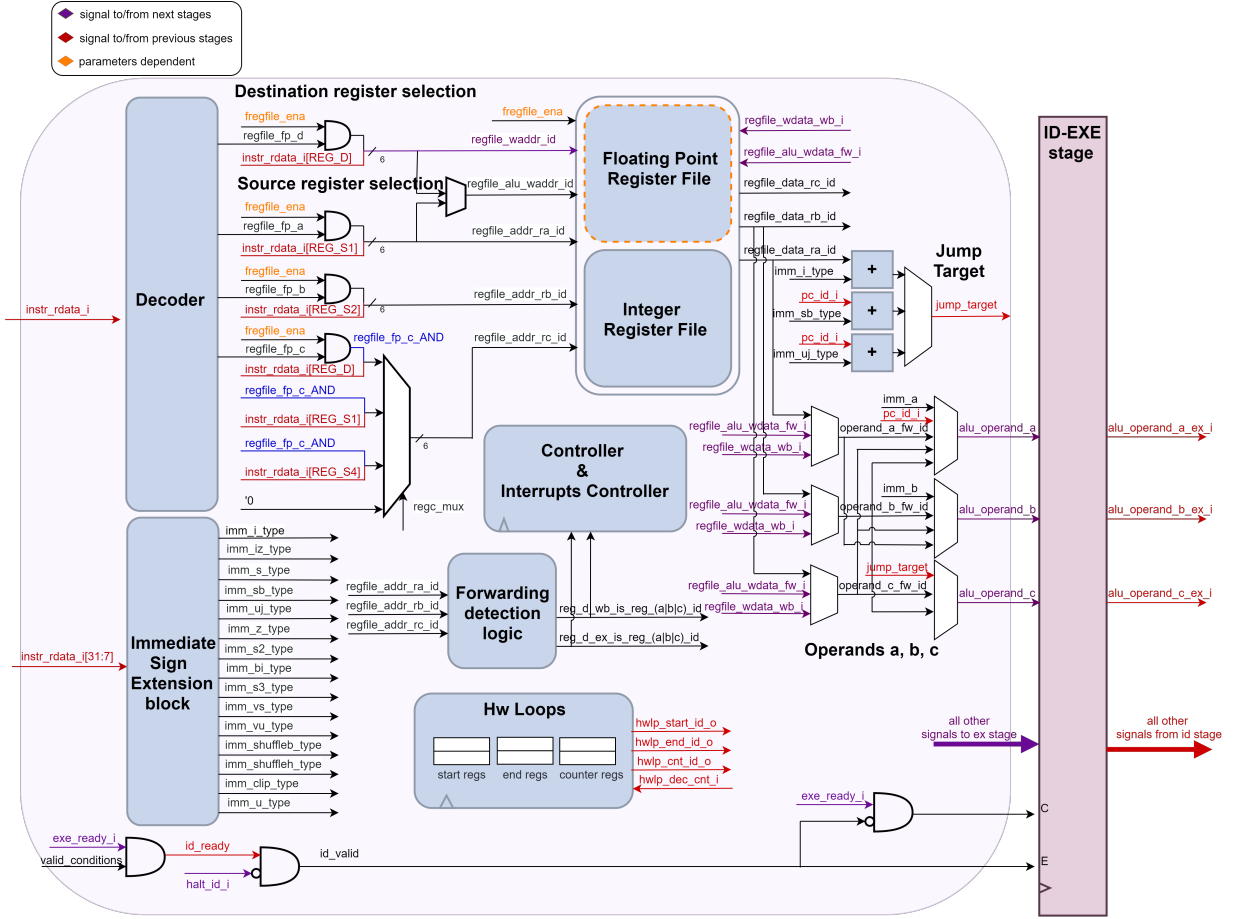 signal to/from next stages
signal to/from previous stages
parameters dependent
Destination register selection
fregfile_ena
regfile_fp_d
instr_rdata_i[REG_D]
6
regfile_waddr_id
fregfile_ena
Source register selection
regfile_alu_waddr_id
fregfile_ena
regfile_fp_a
instr_rdata_i[REG_S1]
6
regfile_addr_ra_id
fregfile_ena
regfile_fp_b
instr_rdata_i[REG_S2]
6
regfile_addr_rb_id
fregfile_ena
regfile_fp_c
instr_rdata_i[REG_D]
regfile_fp_c_AND
regfile_addr_rc_id
regfile_fp_c_AND
instr_rdata_i[REG_S1]
regfile_fp_c_AND
instr_rdata_i[REG_S4]
6
'0
regc_mux
instr_rdata_i
Decoder
Floating Point
Register File
Integer
Register File
regfile_wdata_wb_i
regfile_alu_wdata_fw_i
regfile_data_rc_id
regfile_data_rb_id
regfile_data_ra_id
imm_i_type
pc_id_i
imm_sb_type
pc_id_i
imm_uj_type
+
+
+
Jump
Target
jump_target
ID-EXE
stage
instr_rdata_i[31:7]
Immediate
Sign
Extension
block
imm_i_type
imm_iz_type
imm_s_type
imm_sb_type
imm_uj_type
imm_z_type
imm_s2_type
imm_bi_type
imm_s3_type
imm_vs_type
imm_vu_type
imm_shuffleb_type
imm_shuffleh_type
imm_clip_type
imm_u_type
Controller
&
Interrupts Controller
regfile_addr_ra_id
regfile_addr_rb_id
regfile_addr_rc_id
Forwarding
detection
logic
reg_d_wb_is_reg_(a|b|c)_id
reg_d_ex_is_reg_(a|b|c)_id
Hw Loops
start regs
end regs
counter regs
hwlp_start_id_o
hwlp_end_id_o
hwlp_cnt_id_o
hwlp_dec_cnt_i
regfile_alu_wdata_fw_i
regfile_wdata_wb_i
operand_a_fw_id
imm_a
pc_id_i
alu_operand_a
alu_operand_a_ex_i
regfile_alu_wdata_fw_i
regfile_wdata_wb_i
operand_b_fw_id
imm_b
alu_operand_b
alu_operand_b_ex_i
regfile_alu_wdata_fw_i
regfile_wdata_wb_i
operand_c_fw_id
jump_target
alu_operand_c
alu_operand_c_ex_i
Operands a, b, c
all other
signals to ex stage
all other
signals from id stage
exe_ready_i
C
E
exe_ready_i
valid_conditions
id_ready
halt_id_i
id_valid